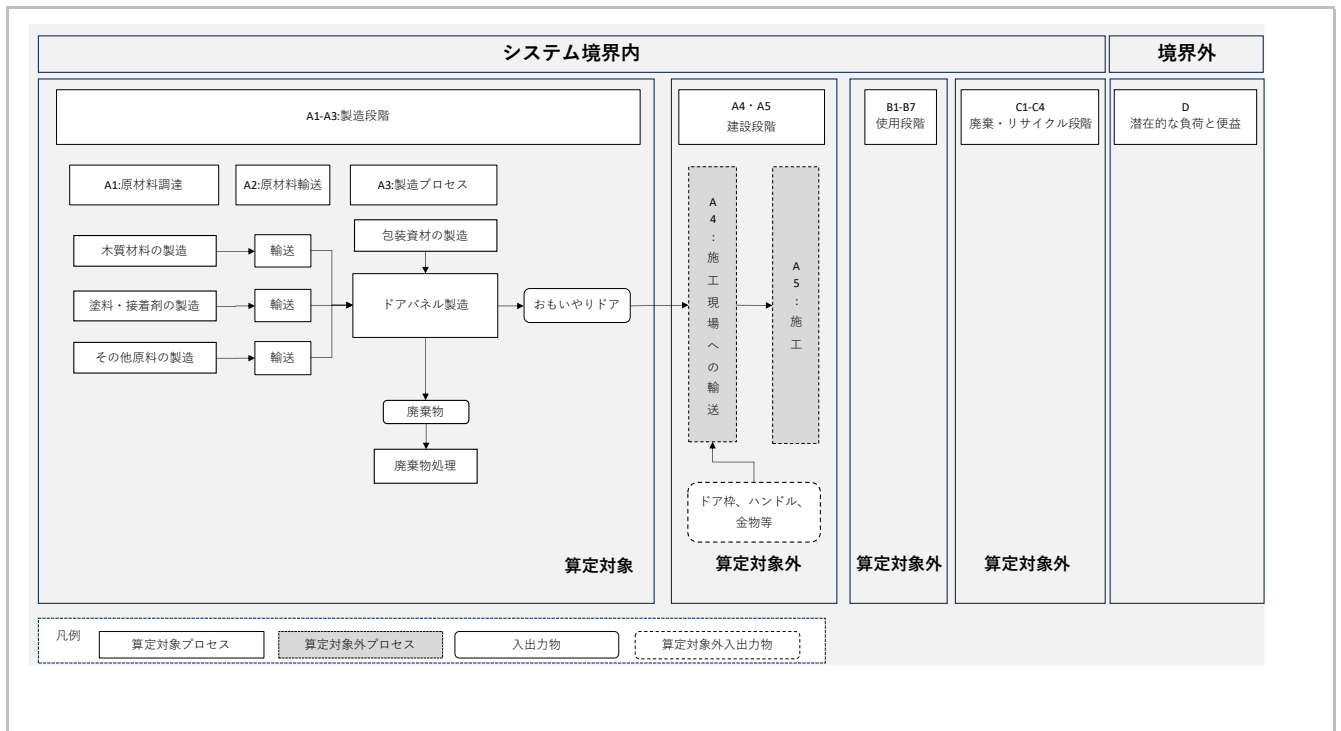 システム境界内
境界外
A1-A3:製造段階
A4・A5
建設段階
B1-B7
使用段階
C1-C4
廃棄・リサイクル段階
D
潜在的な負荷と便益
A1:原材料調達
A2:原材料輸送
A3:製造プロセス
包装資材の製造
木質材料の製造
輸送
塗料・接着剤の製造
輸送
ドアパネル製造
おもいやりドア
その他原料の製造
輸送
廃棄物
廃棄物処理
A4：施工現場への輸送
A5：施工
ドア枠、ハンドル、
金物等
算定対象
算定対象外
算定対象外
算定対象外
凡例
算定対象プロセス
算定対象外プロセス
入出力物
算定対象外入出力物